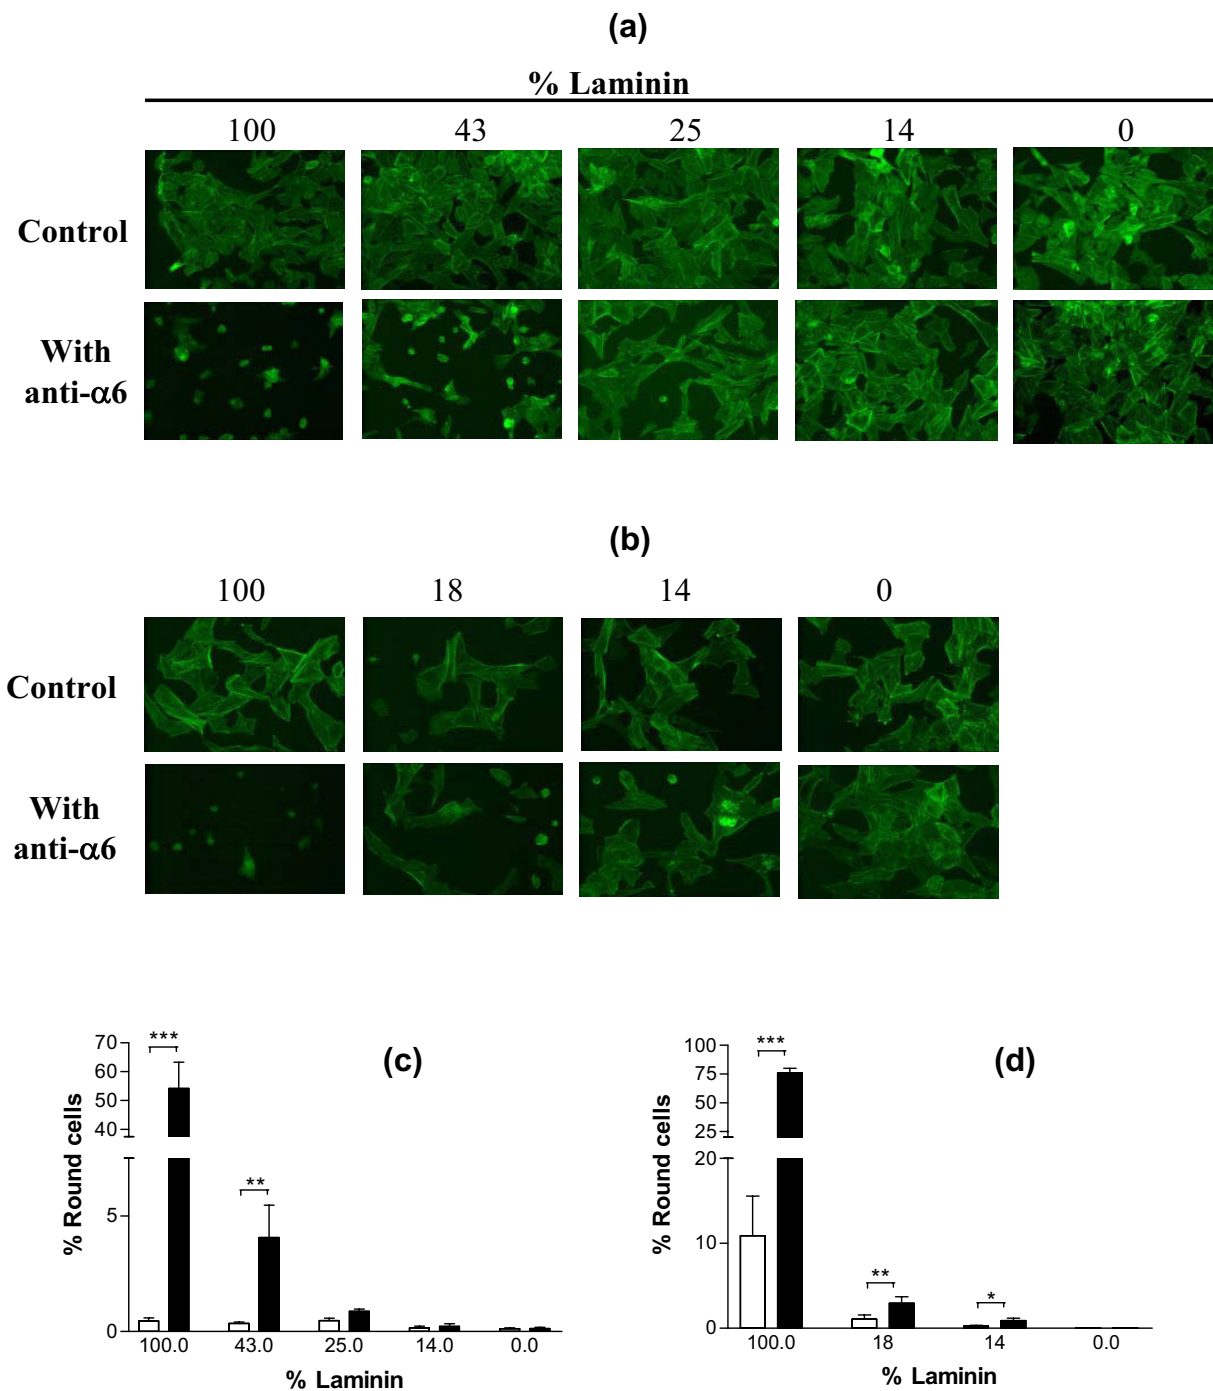 (a)
% Laminin
100 43 25 14 0
Control
With
anti-α6
(b)
100 18 14 0
Control
With
anti-α6
(c)
% Round cells
70
60
50
40
5
0
***
**
100.0 43.0 25.0 14.0 0.0
% Laminin
(d)
% Round cells
100
75
50
25
20
10
0
***
**
*
100.0 18 14 0.0
% Laminin